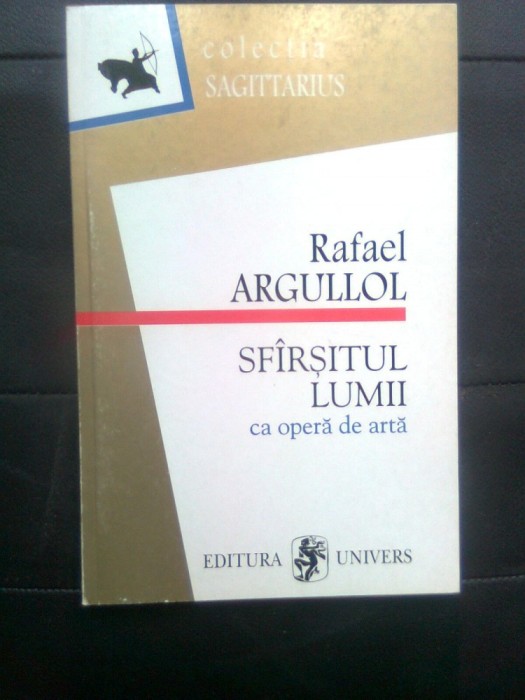 colecția
SAGITTARIUS
Rafael
ARGULLOL
SFÎRȘITUL
LUMII
ca operă de artă
EDITURA UNIVERS